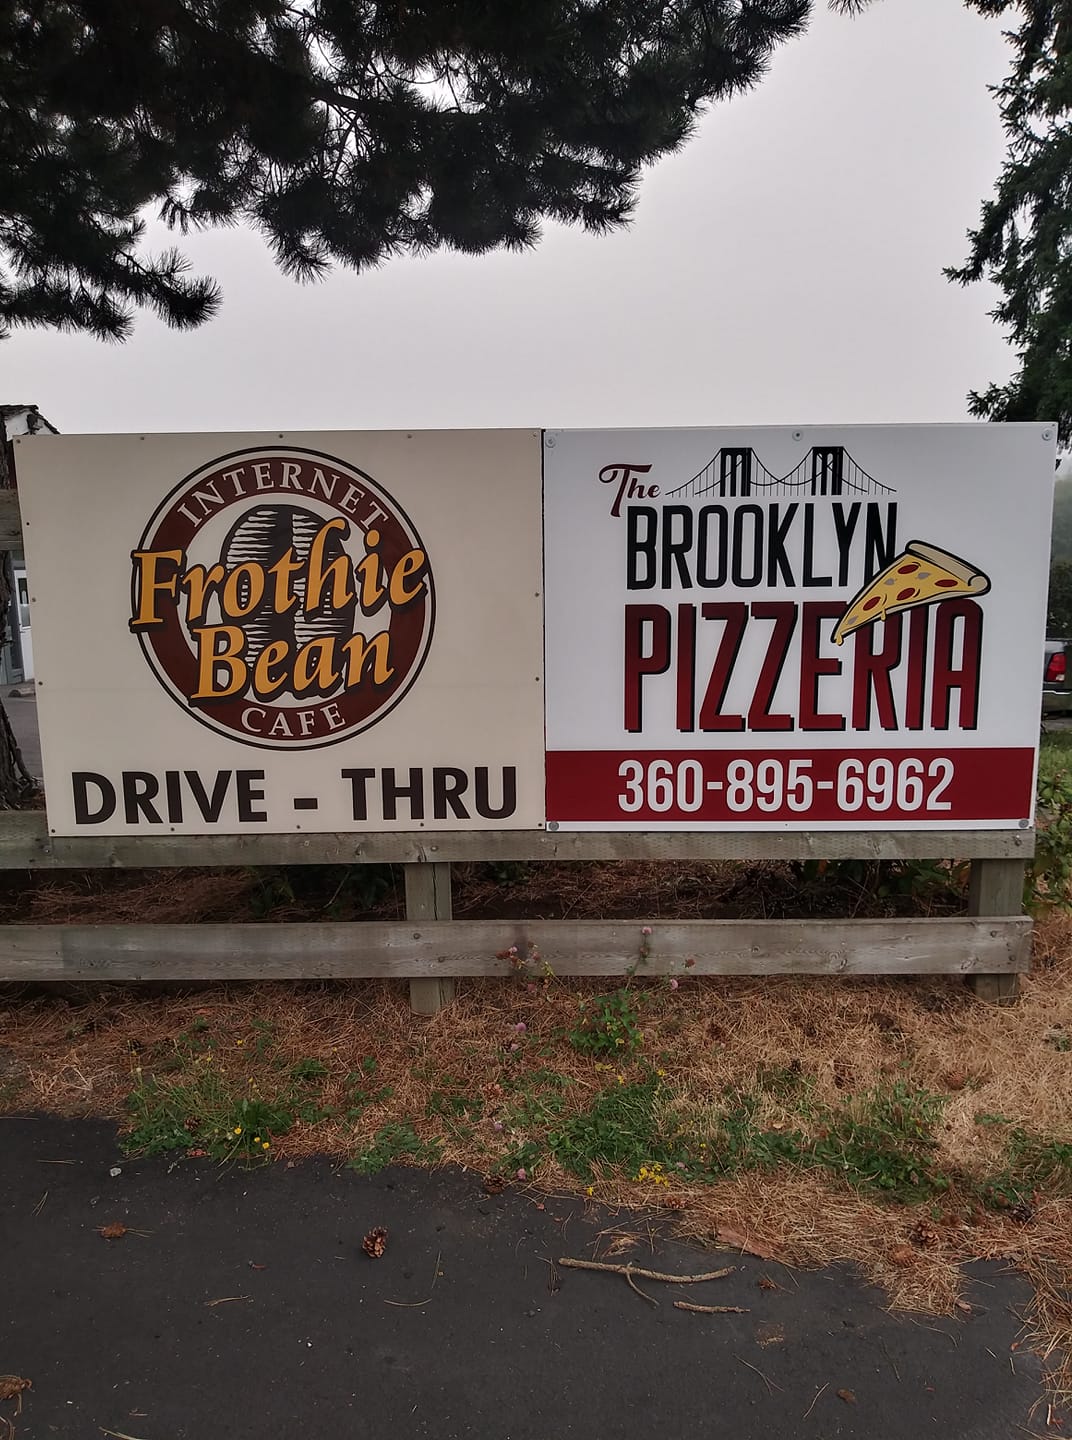 INTERNET
Frothie
Bean
CAFE
DRIVE - THRU
The
BROOKLYN
PIZZERIA
360-895-6962